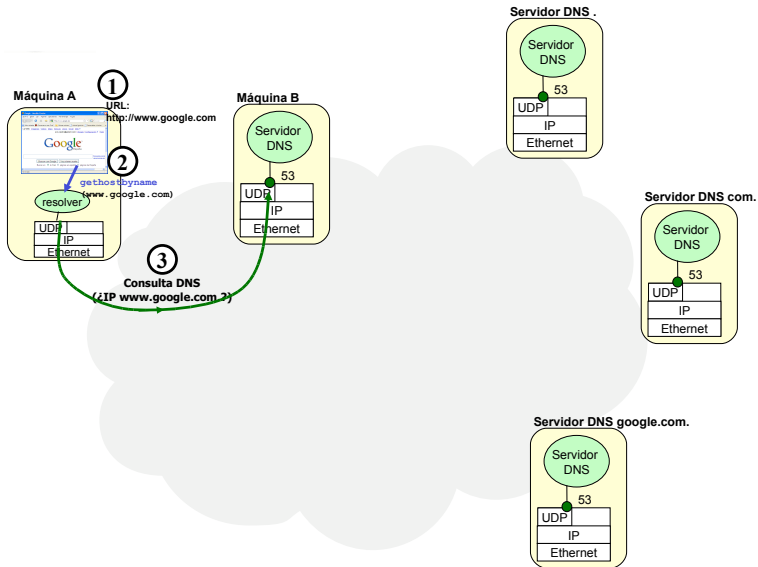 Servidor DNS .
Servidor
DNS
53
UDP
IP
Ethernet
Máquina A
1
URL:
http://www.google.com
Google
2
gethostbyname
(www.google.com)
resolver
UDP
IP
Ethernet
Máquina B
Servidor
DNS
53
UDP
IP
Ethernet
3
Consulta DNS
(¿IP www.google.com ?)
Servidor DNS com.
Servidor
DNS
53
UDP
IP
Ethernet
Servidor DNS google.com.
Servidor
DNS
53
UDP
IP
Ethernet